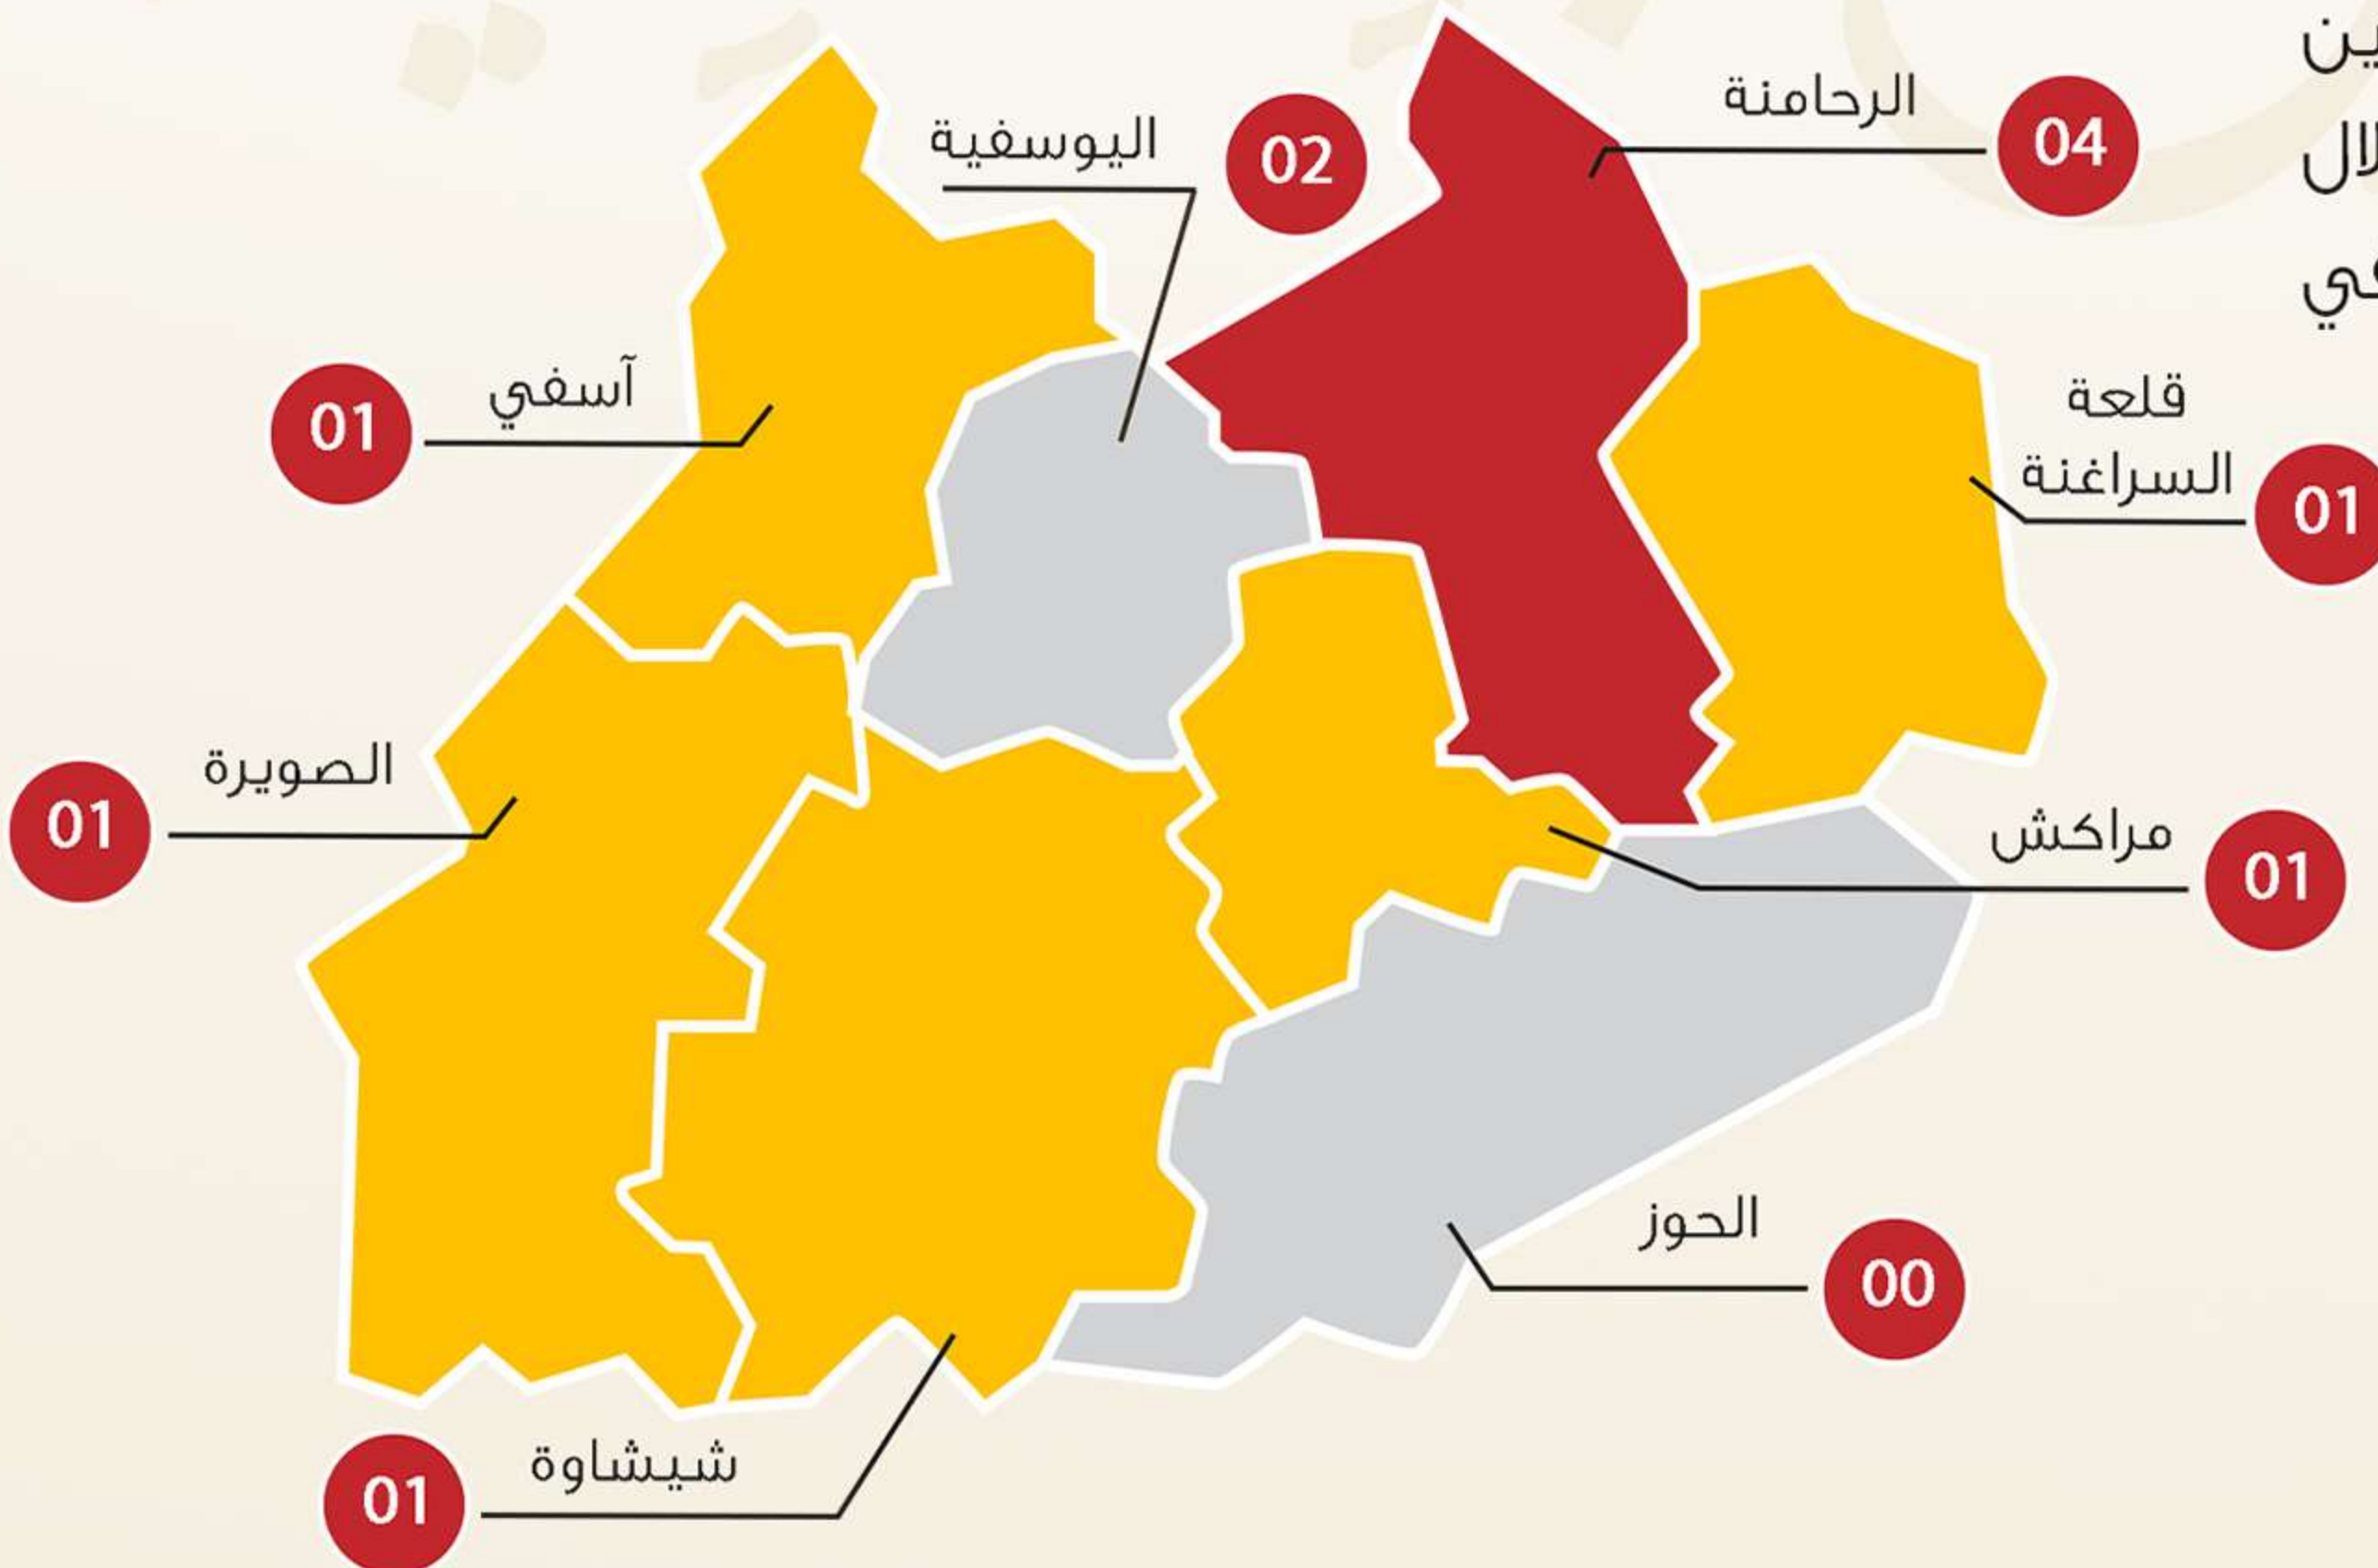 الرحامنة
04
اليوسفية
02
آسفي
01
قلعة
السراغنة
01
الصويرة
01
مراكش
01
الحوز
00
شيشاوة
01